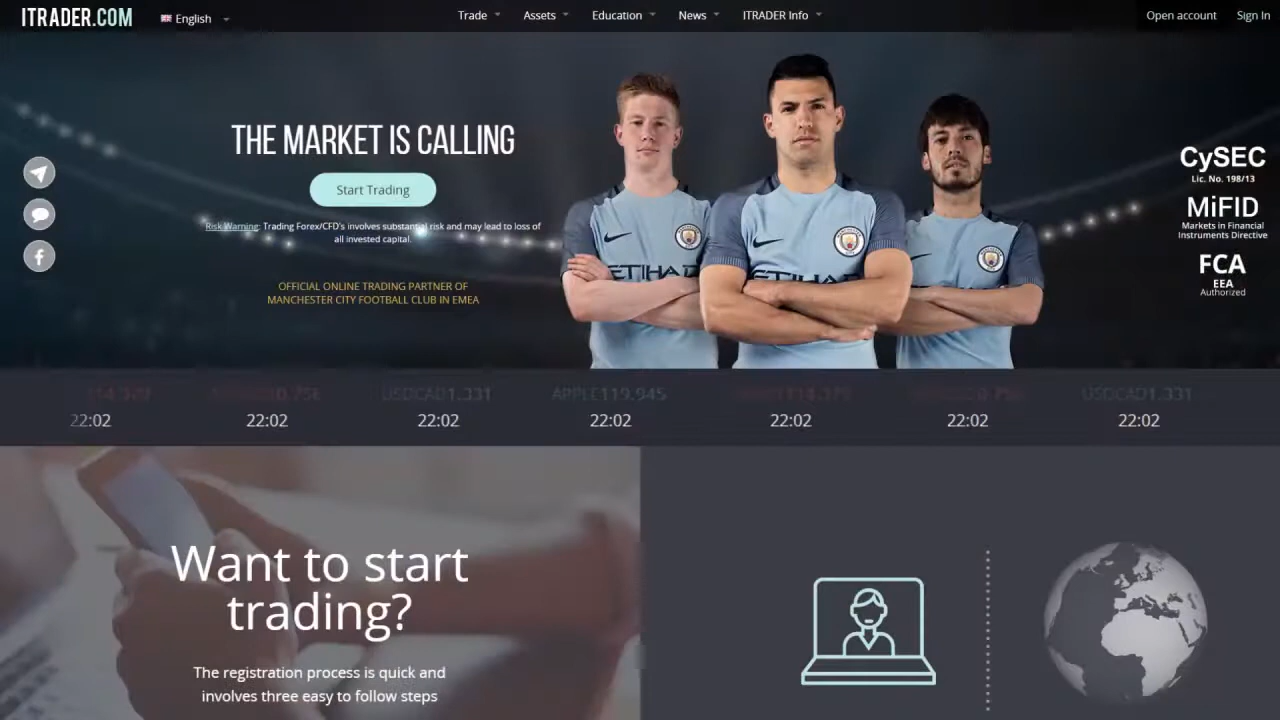 ITRADER.COM
English
Trade
Assets
Education
News
ITRADER Info
Open account
Sign In
THE MARKET IS CALLING
Start Trading
Risk Warning: Trading Forex/CFD's involves substantial risk and may lead to loss of
all invested capital.
OFFICIAL ONLINE TRADING PARTNER OF
MANCHESTER CITY FOOTBALL CLUB IN EMEA
ETIHAD
ETIHAD
CySEC
Lic. No. 198/13
MiFID
Markets in Financial
Instruments Directive
FCA
EEA
Authorized
USDCAD1.331
APPLE119.945
USDCAD1.331
22:02
22:02
22:02
22:02
22:02
22:02
22:02
Want to start
trading?
The registration process is quick and
involves three easy to follow steps